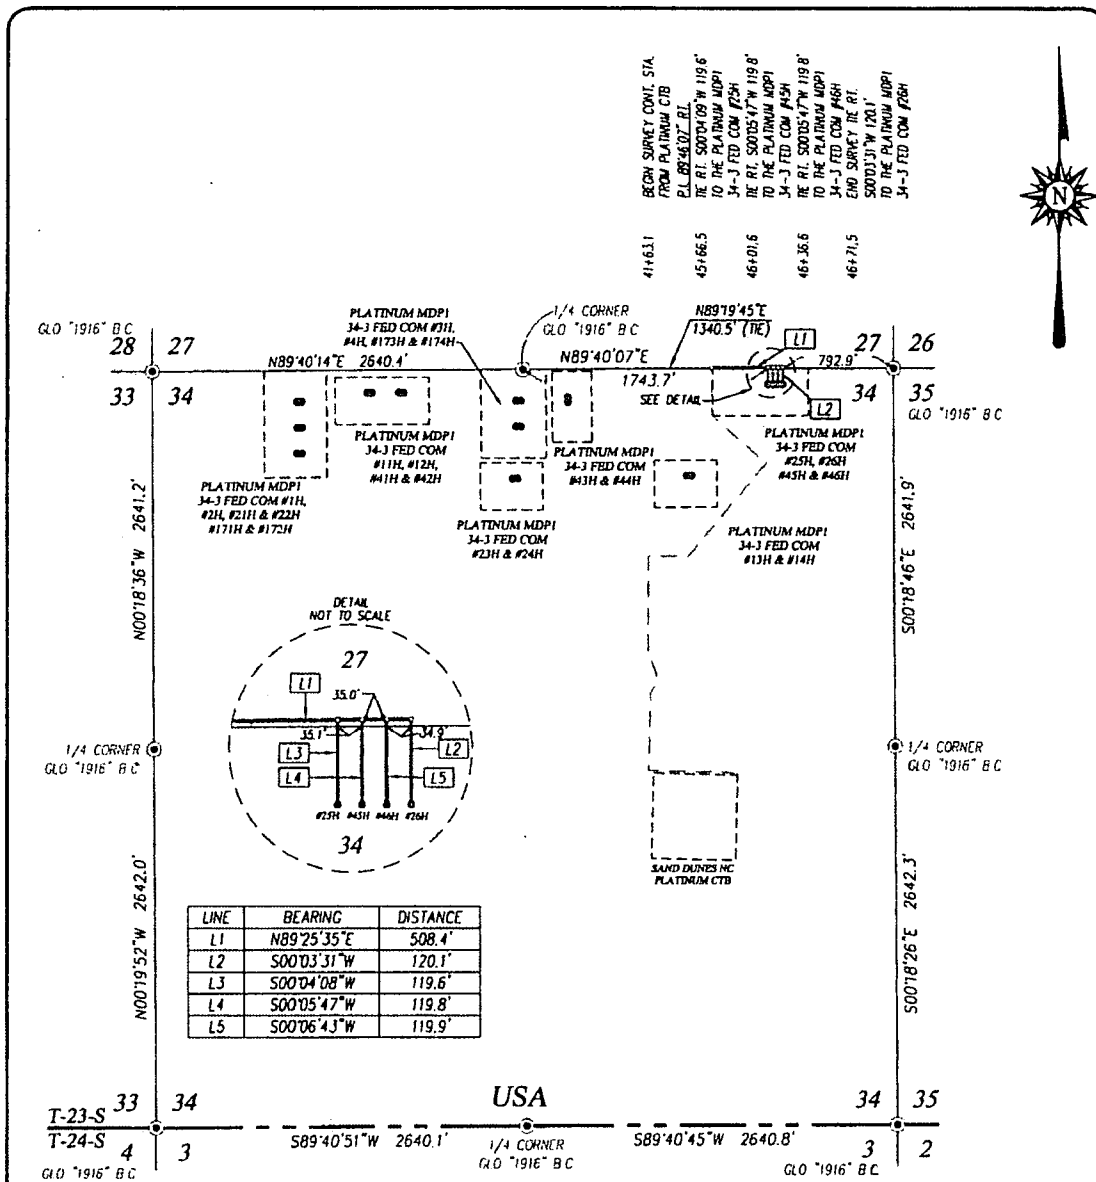 BEGIN SURVEY CONT. STA.
FROM PLATINUM CTB
P.I. 89'46'07" RT.
TIE RT. S00'04'09"W 119.6'
TO THE PLATINUM MDP1
34-3 FED COM #25H
TIE RT. S00'05'47"W 119.8'
TO THE PLATINUM MDP1
34-3 FED COM #45H
TIE RT. S00'05'47"W 119.8'
TO THE PLATINUM MDP1
34-3 FED COM #46H
END SURVEY TIE RT.
S00'03'31"W 120.1'
TO THE PLATINUM MDP1
34-3 FED COM #26H
41+63.1
45+66.5
46+01.6
46+36.6
46+71.5
N
GLO "1916" B C
28 27
33 34
N89'40'14"E 2640.4'
PLATINUM MDP1
34-3 FED COM #3H,
#4H, #173H & #174H
1/4 CORNER
GLO "1916" B C
N89'40'07"E
1743.7'
N89'19'45"E
1340.5' (TIE)
L1
792.9'
27 26
34 35
GLO "1916" B C
SEE DETAIL
L2
PLATINUM MDP1
34-3 FED COM #1H,
#2H, #21H & #22H
#171H & #172H
PLATINUM MDP1
34-3 FED COM
#11H, #12H,
#41H & #42H
PLATINUM MDP1
34-3 FED COM
#23H & #24H
PLATINUM MDP1
34-3 FED COM
#43H & #44H
PLATINUM MDP1
34-3 FED COM
#25H, #26H
#45H & #46H
PLATINUM MDP1
34-3 FED COM
#13H & #14H
N00'18'36"W 2641.2'
S00'18'46"E 2641.9'
DETAIL
NOT TO SCALE
27
L1
35.0'
35.1'
34.9'
L3
L2
L4
L5
#25H #45H #46H #26H
34
1/4 CORNER
GLO "1916" B C
1/4 CORNER
GLO "1916" B C
SAND DUNES NC
PLATINUM CTB
N00'19'52"W 2642.0'
S00'18'26"E 2642.3'
LINE BEARING DISTANCE
L1 N89'25'35"E 508.4'
L2 S00'03'31"W 120.1'
L3 S00'04'08"W 119.6'
L4 S00'05'47"W 119.8'
L5 S00'06'43"W 119.9'
USA
33 34
T-23-S
T-24-S
4 3
GLO "1916" B C
S89'40'51"W 2640.1'
1/4 CORNER
GLO "1916" B C
S89'40'45"W 2640.8'
34 35
3 2
GLO "1916" B C